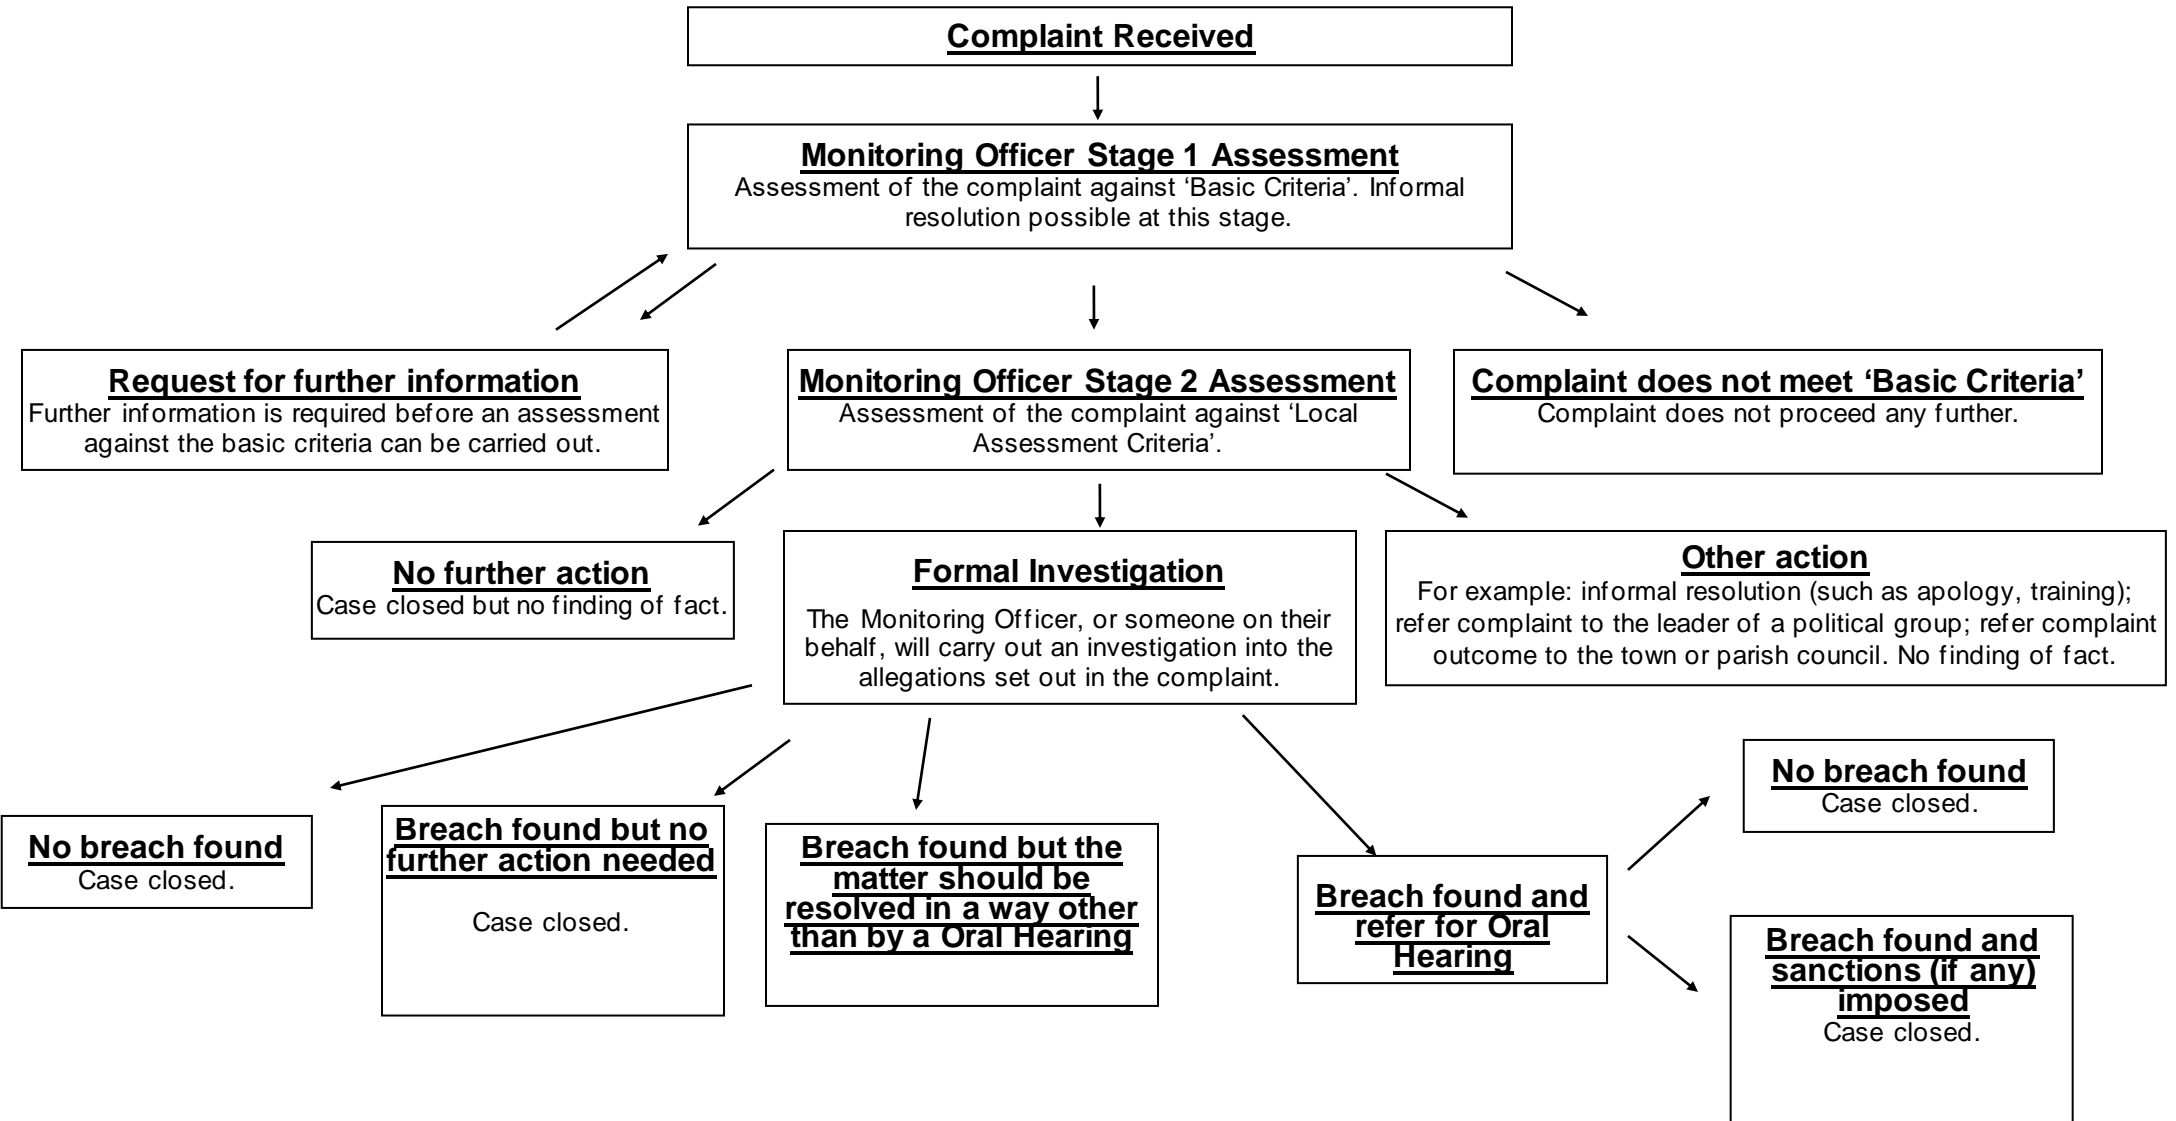 Complaint Received
Monitoring Officer Stage 1 Assessment
Assessment of the complaint against ‘Basic Criteria’. Informal
resolution possible at this stage.
Request for further information
Further information is required before an assessment
against the basic criteria can be carried out.
Monitoring Officer Stage 2 Assessment
Assessment of the complaint against ‘Local
Assessment Criteria’.
Complaint does not meet ‘Basic Criteria’
Complaint does not proceed any further.
No further action
Case closed but no finding of fact.
Formal Investigation
The Monitoring Officer, or someone on their
behalf, will carry out an investigation into the
allegations set out in the complaint.
Other action
For example: informal resolution (such as apology, training);
refer complaint to the leader of a political group; refer complaint
outcome to the town or parish council. No finding of fact.
No breach found
Case closed.
Breach found but no
further action needed
Case closed.
Breach found but the
matter should be
resolved in a way other
than by a Oral Hearing
Breach found and
refer for Oral
Hearing
No breach found
Case closed.
Breach found and
sanctions (if any)
imposed
Case closed.